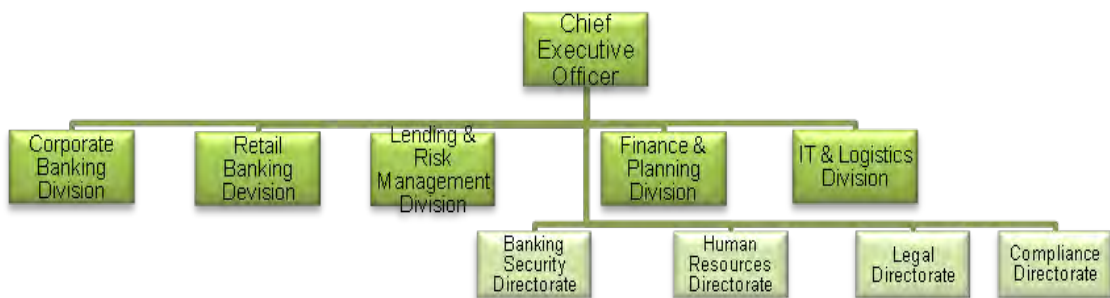 Chief
Executive
Officer
Corporate
Banking
Division
Retail
Banking
Devision
Lending &
Risk
Management
Division
Finance &
Planning
Division
IT & Logistics
Division
Banking
Security
Directorate
Human
Resources
Directorate
Legal
Directorate
Compliance
Directorate